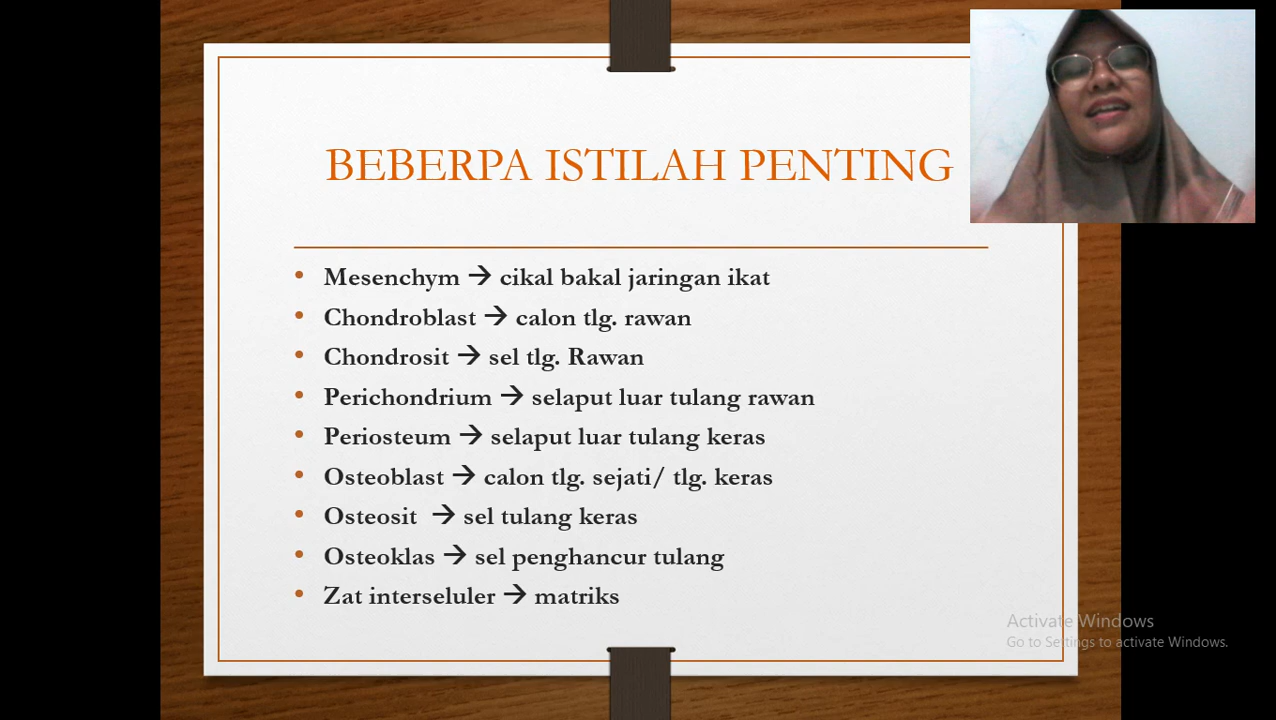 BEBERPA ISTILAH PENTING
• Mesenchym → cikal bakal jaringan ikat
• Chondroblast → calon tlg. rawan
• Chondrosit → sel tlg. Rawan
• Perichondrium → selaput luar tulang rawan
• Periosteum → selaput luar tulang keras
• Osteoblast → calon tlg. sejati/ tlg. keras
• Osteosit → sel tulang keras
• Osteoklas → sel penghancur tulang
• Zat interseluler → matriks
Activate Windows
Go to Settings to activate Windows.